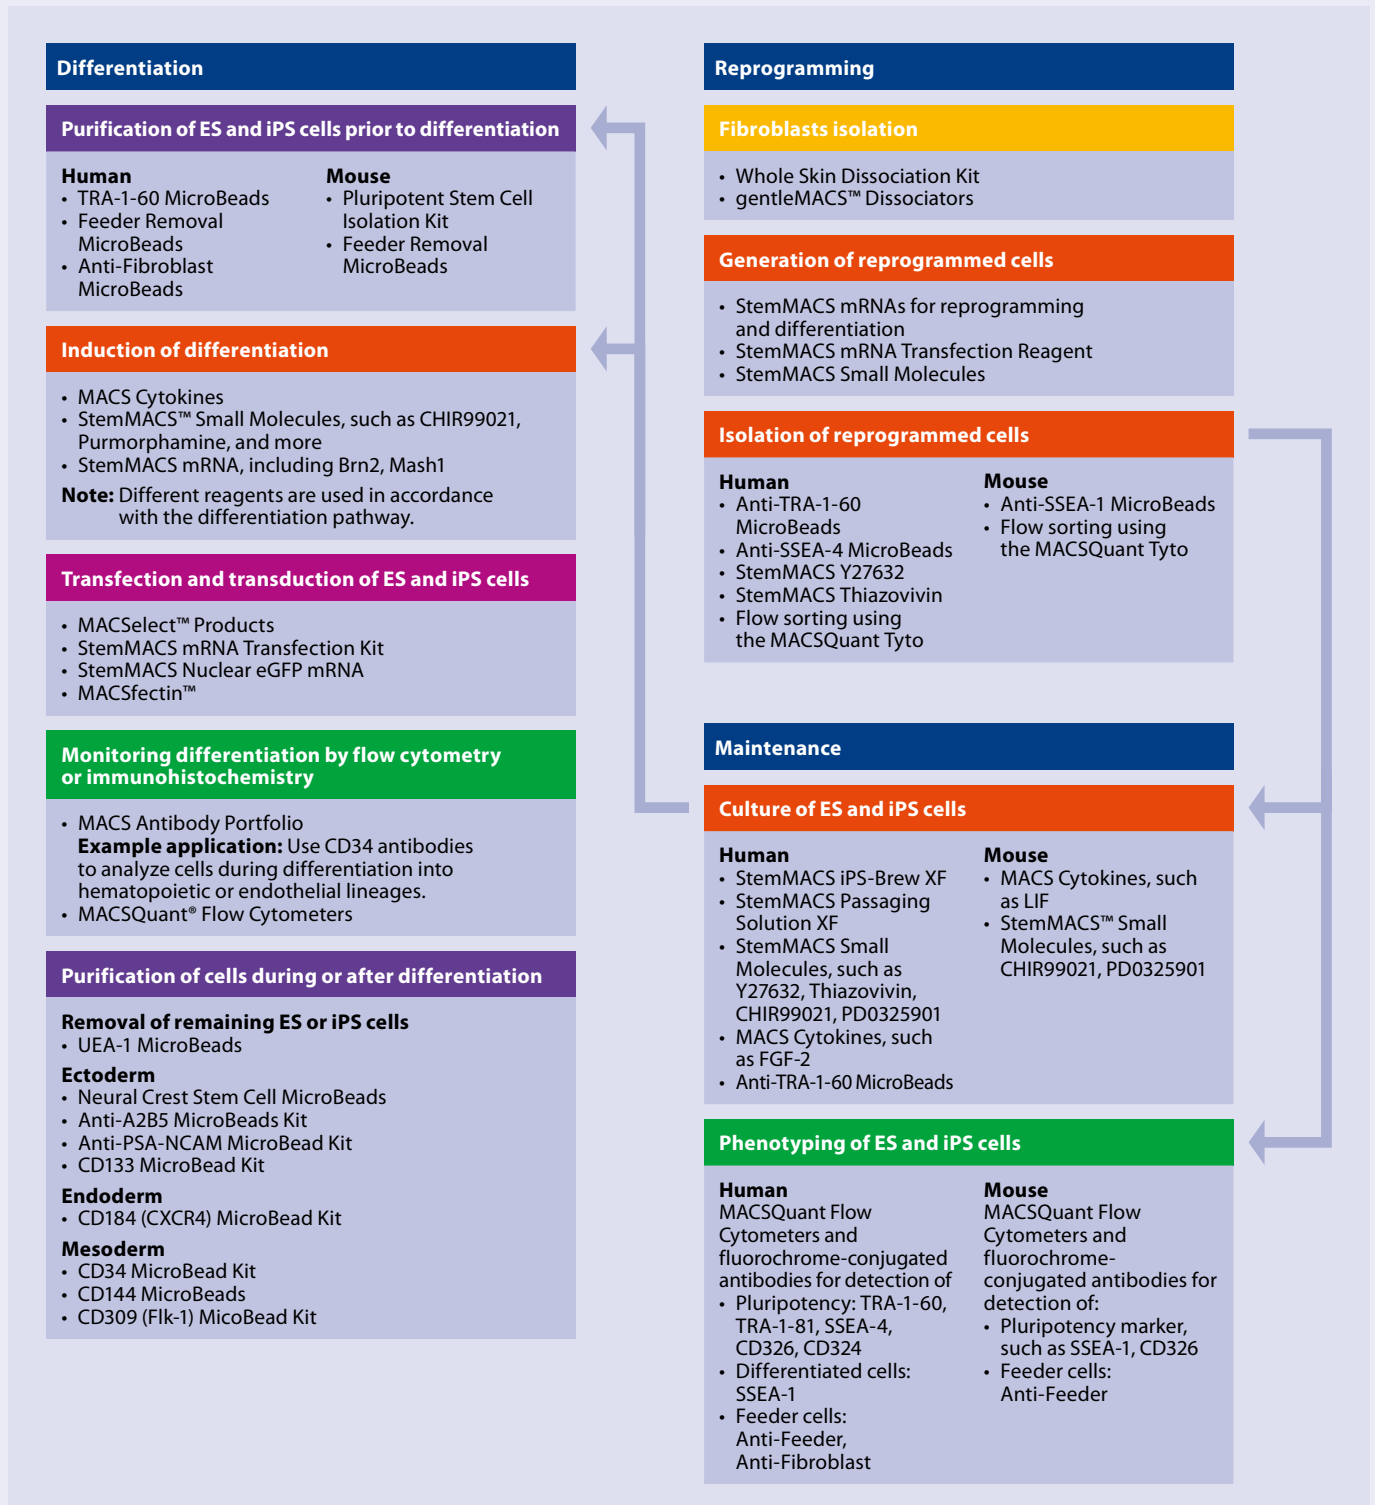 Differentiation
Purification of ES and iPS cells prior to differentiation
Human
• TRA-1-60 MicroBeads
• Feeder Removal
MicroBeads
• Anti-Fibroblast
MicroBeads
Mouse
• Pluripotent Stem Cell
Isolation Kit
• Feeder Removal
MicroBeads
Induction of differentiation
• MACS Cytokines
• StemMACS™ Small Molecules, such as CHIR99021,
Purmorphamine, and more
• StemMACS mRNA, including Brn2, Mash1
Note: Different reagents are used in accordance
with the differentiation pathway.
Transfection and transduction of ES and iPS cells
• MACSelect™ Products
• StemMACS mRNA Transfection Kit
• StemMACS Nuclear eGFP mRNA
• MACSfectin™
Monitoring differentiation by flow cytometry
or immunohistochemistry
• MACS Antibody Portfolio
Example application: Use CD34 antibodies
to analyze cells during differentiation into
hematopoietic or endothelial lineages.
• MACSQuant® Flow Cytometers
Purification of cells during or after differentiation
Removal of remaining ES or iPS cells
• UEA-1 MicroBeads
Ectoderm
• Neural Crest Stem Cell MicroBeads
• Anti-A2B5 MicroBeads Kit
• Anti-PSA-NCAM MicroBead Kit
• CD133 MicroBead Kit
Endoderm
• CD184 (CXCR4) MicroBead Kit
Mesoderm
• CD34 MicroBead Kit
• CD144 MicroBeads
• CD309 (Flk-1) MicoBead Kit
Reprogramming
Fibroblasts isolation
• Whole Skin Dissociation Kit
• gentleMACS™ Dissociators
Generation of reprogrammed cells
• StemMACS mRNAs for reprogramming
and differentiation
• StemMACS mRNA Transfection Reagent
• StemMACS Small Molecules
Isolation of reprogrammed cells
Human
• Anti-TRA-1-60
MicroBeads
• Anti-SSEA-4 MicroBeads
• StemMACS Y27632
• StemMACS Thiazovivin
• Flow sorting using
the MACSQuant Tyto
Mouse
• Anti-SSEA-1 MicroBeads
• Flow sorting using
the MACSQuant Tyto
Maintenance
Culture of ES and iPS cells
Human
• StemMACS iPS-Brew XF
• StemMACS Passaging
Solution XF
• StemMACS Small
Molecules, such as
Y27632, Thiazovivin,
CHIR99021, PD0325901
• MACS Cytokines, such
as FGF-2
• Anti-TRA-1-60 MicroBeads
Mouse
• MACS Cytokines, such
as LIF
• StemMACS™ Small
Molecules, such as
CHIR99021, PD0325901
Phenotyping of ES and iPS cells
Human
MACSQuant Flow
Cytometers and
fluorochrome-conjugated
antibodies for detection of
• Pluripotency: TRA-1-60,
TRA-1-81, SSEA-4,
CD326, CD324
• Differentiated cells:
SSEA-1
• Feeder cells:
Anti-Feeder,
Anti-Fibroblast
Mouse
MACSQuant Flow
Cytometers and
fluorochrome-
conjugated antibodies for
detection of:
• Pluripotency marker,
such as SSEA-1, CD326
• Feeder cells:
Anti-Feeder